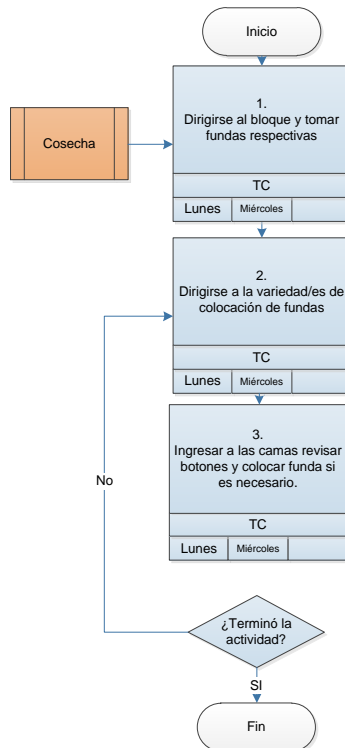 Inicio
1.
Dirigirse al bloque y tomar
fundas respectivas
TC
Lunes Miércoles
Cosecha
2.
Dirigirse a la variedad/es de
colocación de fundas
TC
Lunes Miércoles
3.
Ingresar a las camas revisar
botones y colocar funda si
es necesario.
TC
Lunes Miércoles
No
¿Terminó la
actividad?
SI
Fin